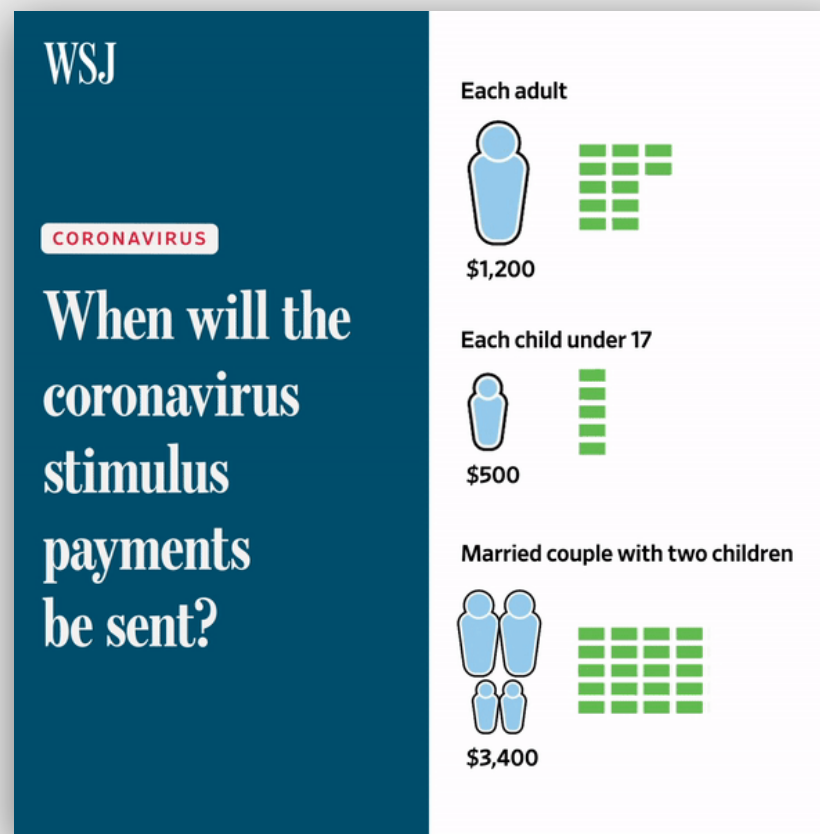 WSJ
CORONAVIRUS
When will the
coronavirus
stimulus
payments
be sent?
Each adult
$1,200
Each child under 17
$500
Married couple with two children
$3,400